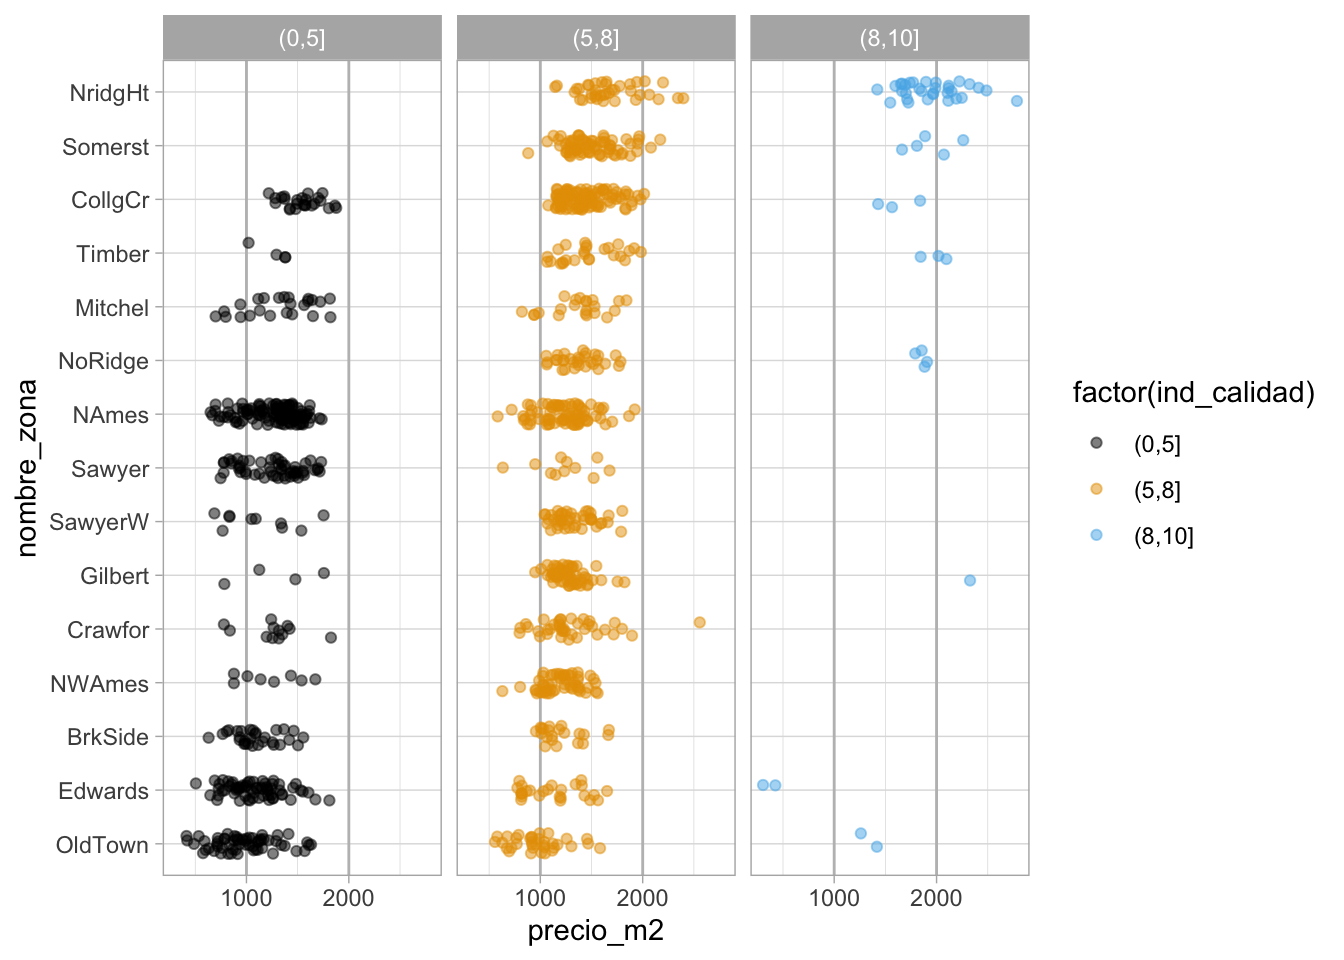 (0,5] (5,8] (8,10]
NridgHt
Somerst
CollgCr
Timber
Mitchel
NoRidge
NAmes
Sawyer
SawyerW
Gilbert
Crawfor
NWAmes
BrkSide
Edwards
OldTown
nombre_zona
1000 2000 1000 2000 1000 2000
precio_m2
factor(ind_calidad)
(0,5]
(5,8]
(8,10]